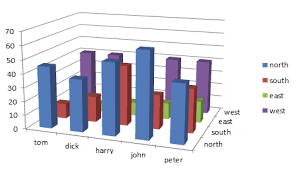 70
60
50
40
30
20
10
0
tom
dick
harry
john
peter
north
south
east
west
north
south
east
west